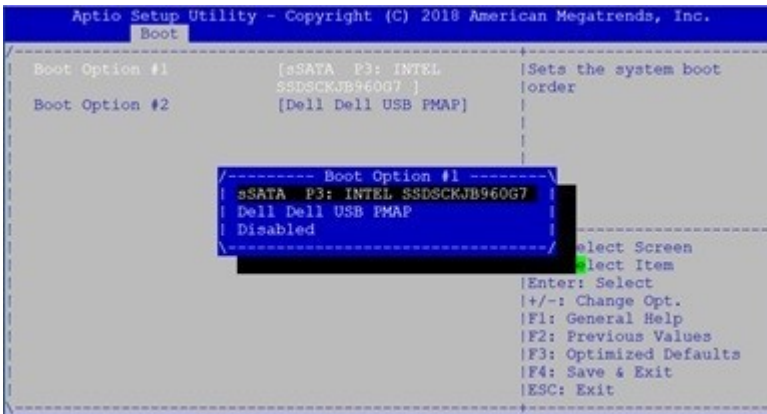 Aptio Setup Utility - Copyright (C) 2018 American Megatrends, Inc.
Boot
Boot Option #1 [sSATA P3: INTEL SSDSCKJB960G7 ]
Boot Option #2 [Dell Dell USB PMAP]
Sets the system boot
order
Boot Option #1
sSATA P3: INTEL SSDSCKJB960G7
Dell Dell USB PMAP
Disabled
elect Screen
lect Item
Enter: Select
+/-: Change Opt.
F1: General Help
F2: Previous Values
F3: Optimized Defaults
F4: Save & Exit
ESC: Exit